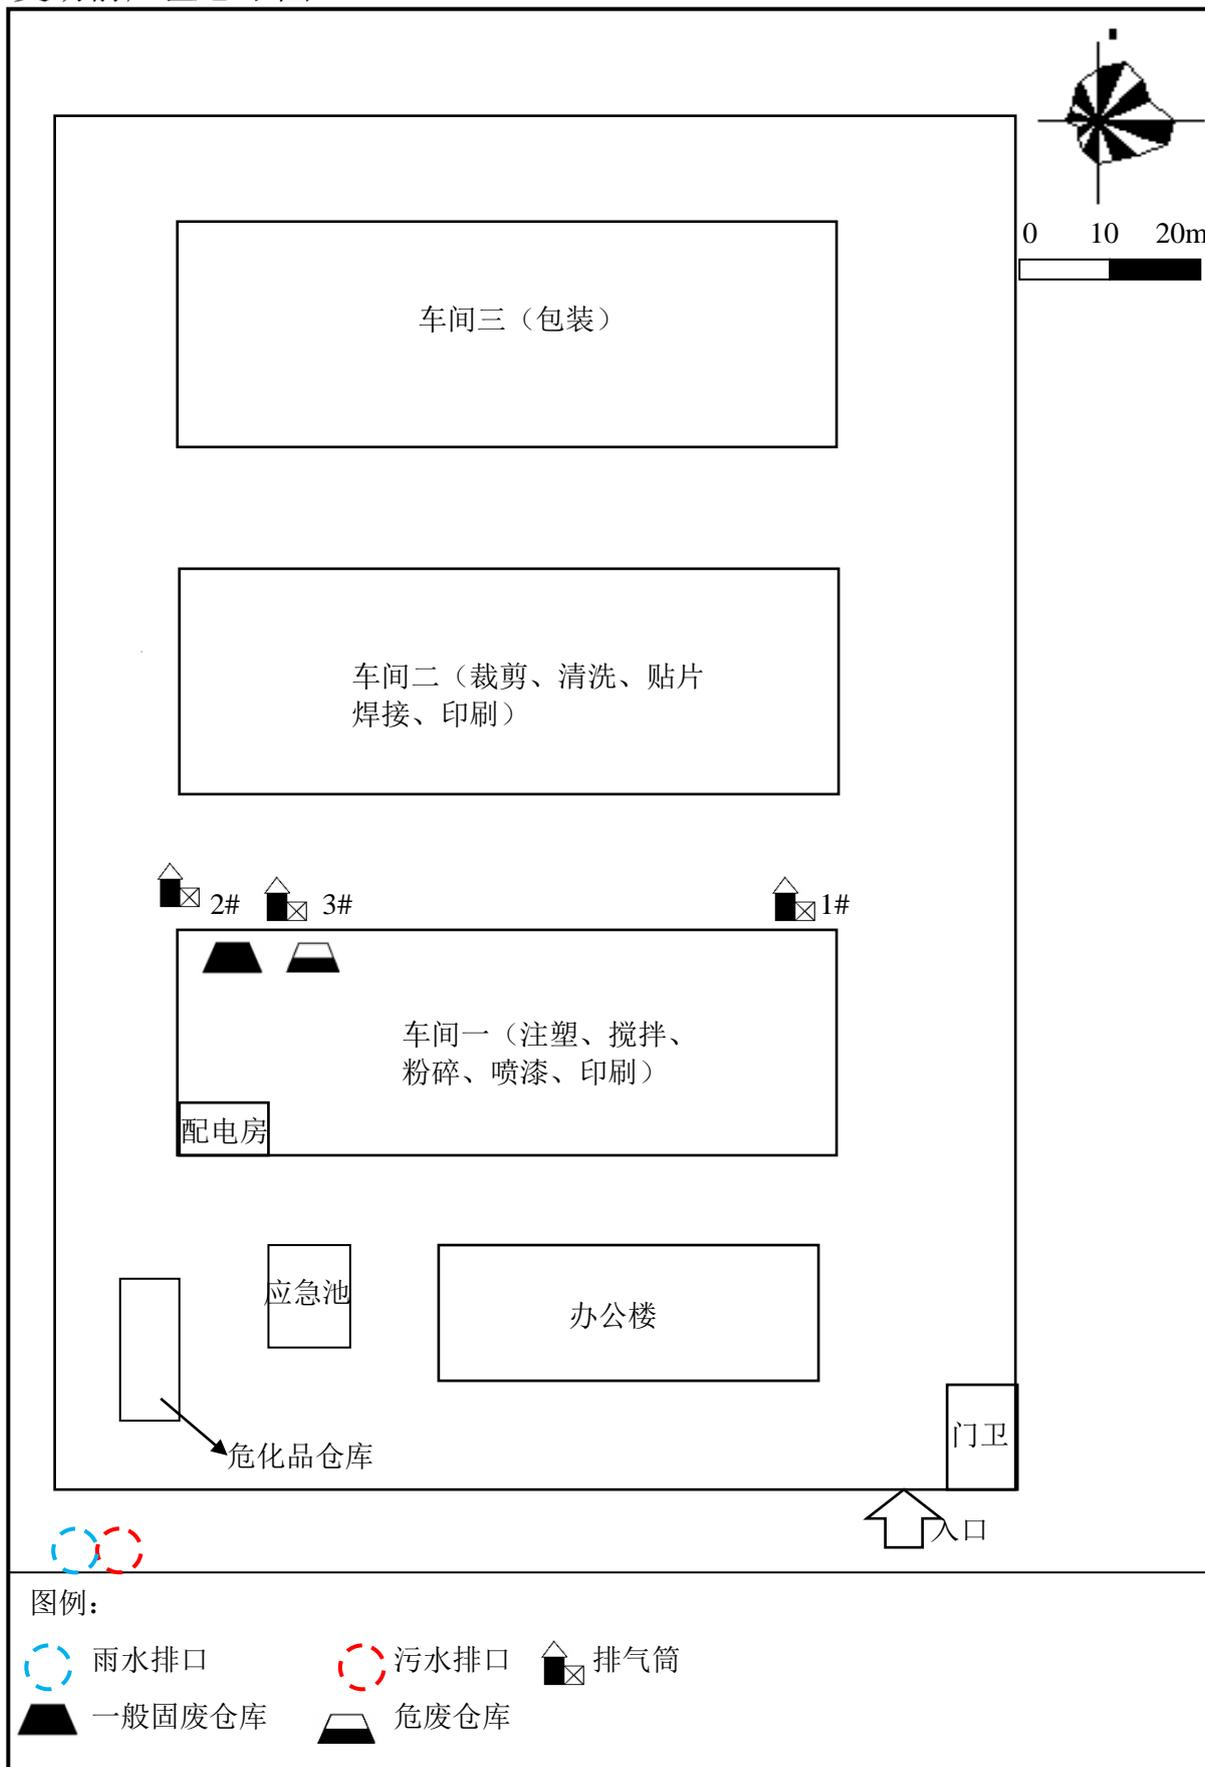 0 10 20m
车间三（包装）
车间二（裁剪、清洗、贴片
焊接、印刷）
2# 3# 1#
车间一（注塑、搅拌、
粉碎、喷漆、印刷）
配电房
应急池
办公楼
门卫
危化品仓库
入口
图例：
雨水排口 污水排口 排气筒
一般固废仓库 危废仓库